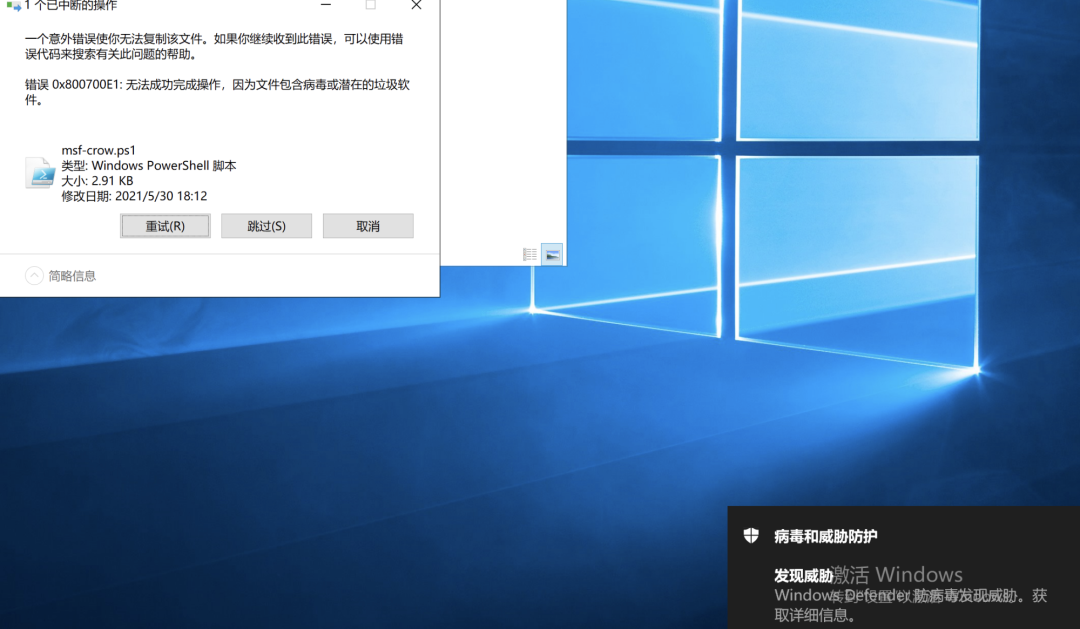 1 个已中断的操作
一个意外错误使你无法复制该文件。如果你继续收到此错误，可以使用错
误代码来搜索有关此问题的帮助。
错误 0x800700E1: 无法成功完成操作，因为文件包含病毒或潜在的垃圾软
件。
msf-crow.ps1
类型: Windows PowerShell 脚本
大小: 2.91 KB
修改日期: 2021/5/30 18:12
重试(R)
跳过(S)
取消
简略信息
病毒和威胁防护
发现威胁
激活 Windows
Windows Defender 防病毒发现威胁。获
取详细信息。